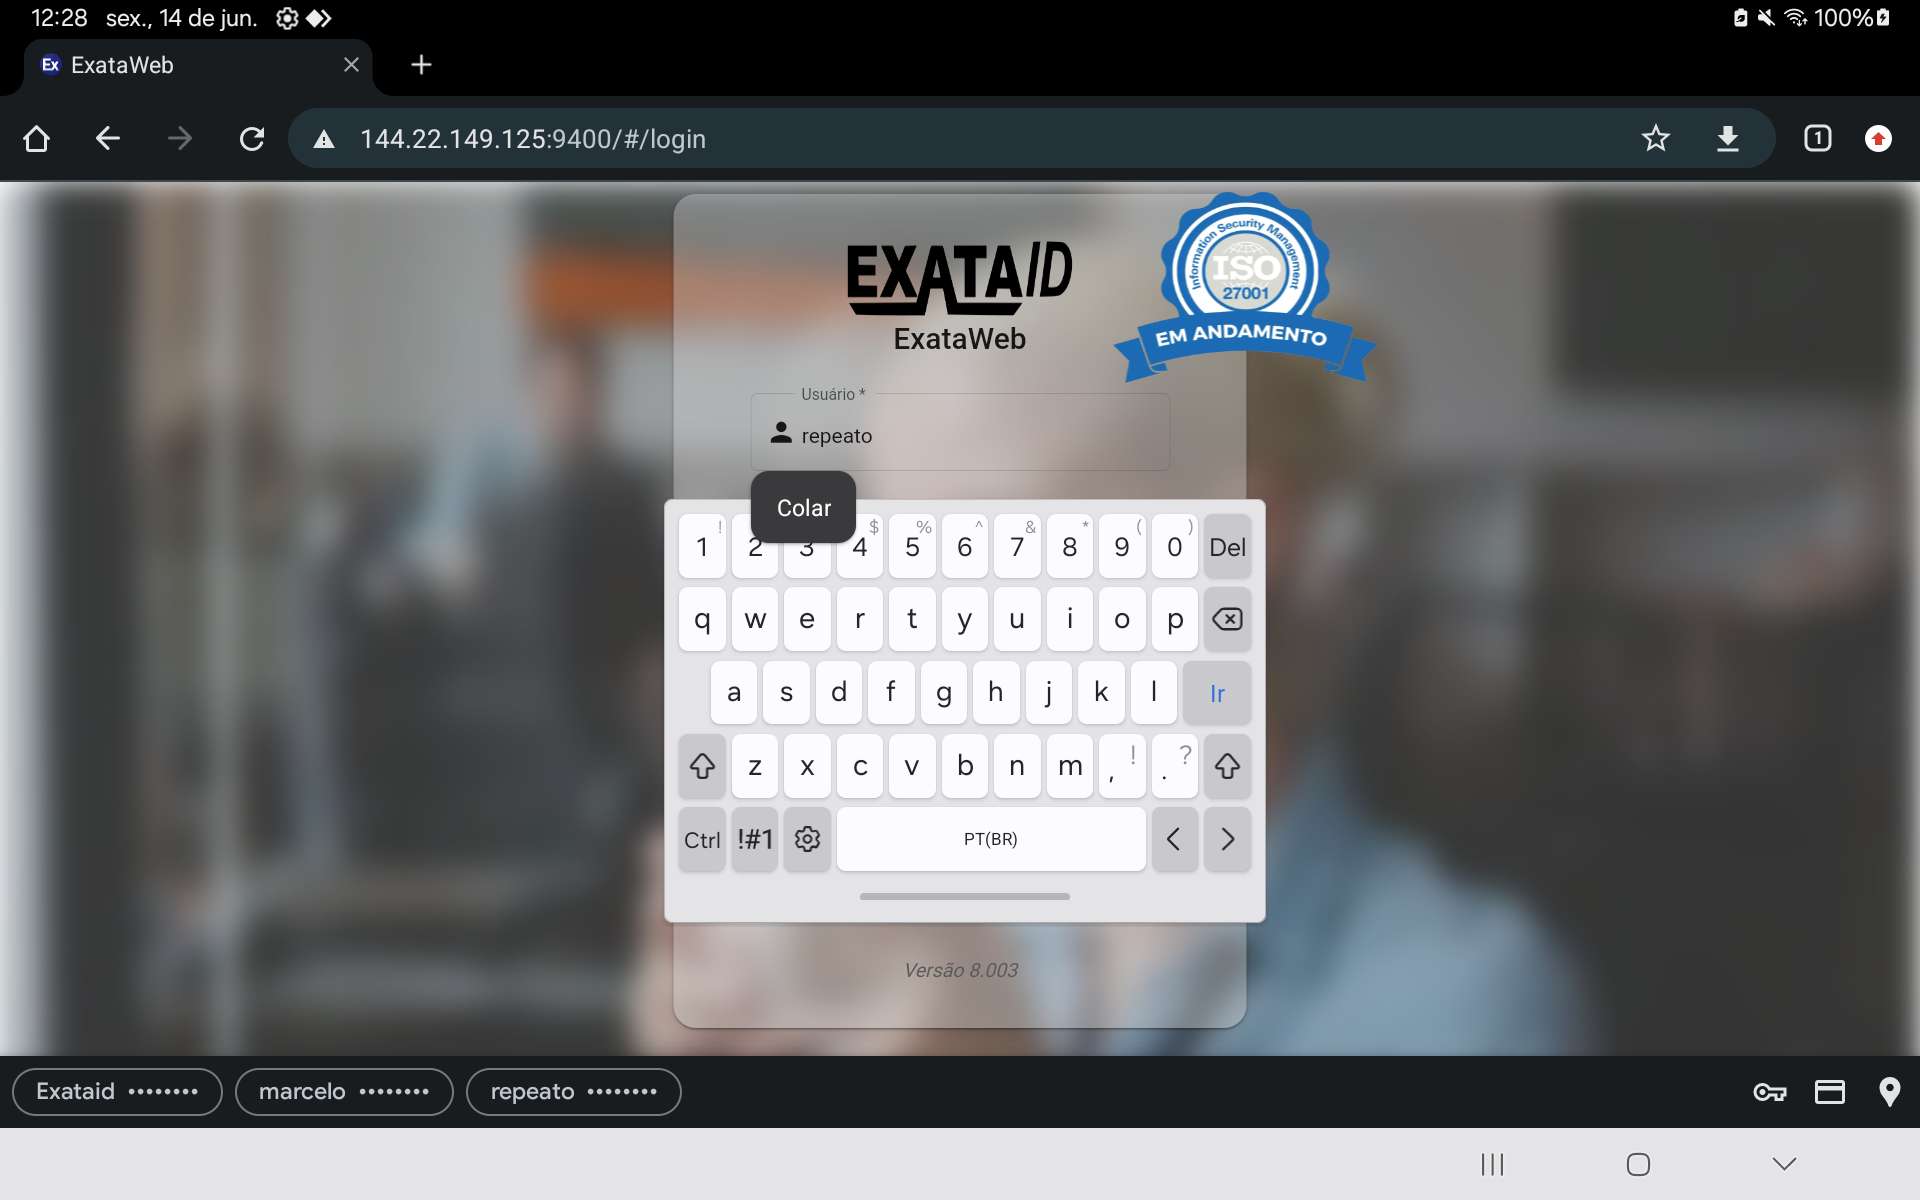 12:28 sex., 14 de jun. 100%
Ex ExataWeb
144.22.149.125:9400/#/login 1
EXATAID
ExataWeb
Information Security Management
ISO
27001
EM ANDAMENTO
Usuário *
repeato
Colar
! $ % ^ & * ( )
1 2 3 4 5 6 7 8 9 0 Del
q w e r t y u i o p
a s d f g h j k l Ir
z x c v b n m , ! . ?
Ctrl !#1 PT(BR)
Versão 8.003
Exataid •••••••• marcelo •••••••• repeato ••••••••